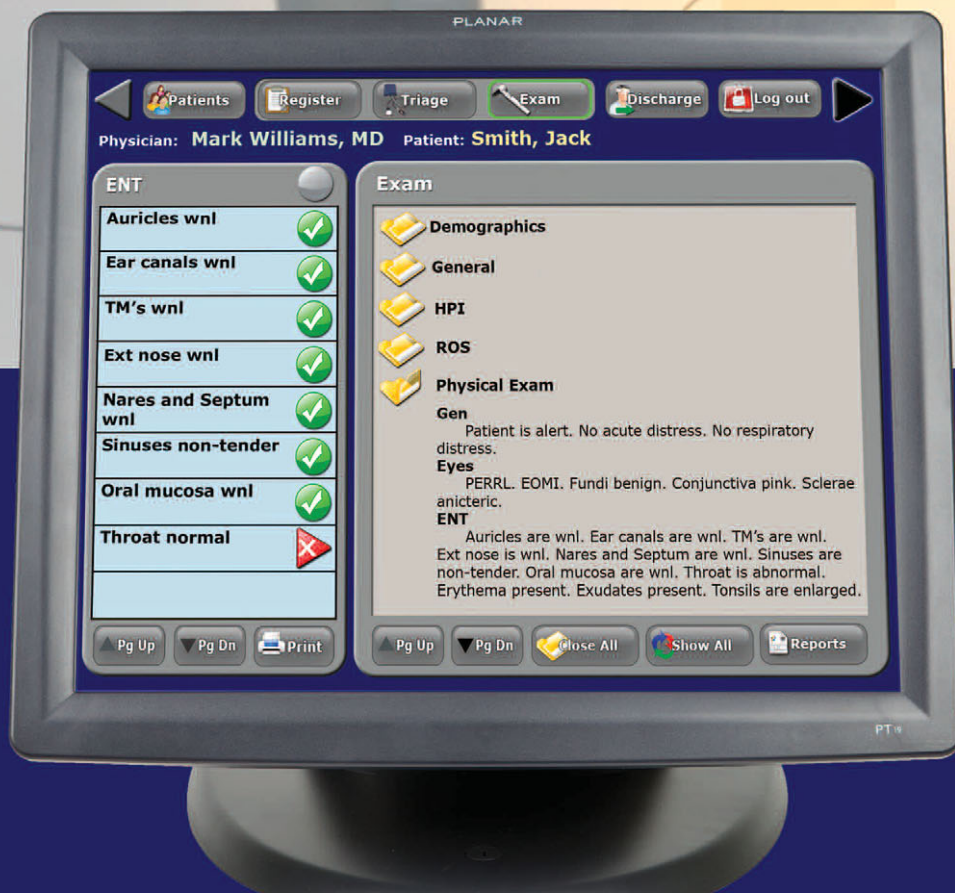 PLANAR
Patients Register Triage Exam Discharge Log out
Physician: Mark Williams, MD Patient: Smith, Jack
ENT
Auricles wnl
Ear canals wnl
TM's wnl
Ext nose wnl
Nares and Septum
wnl
Sinuses non-tender
Oral mucosa wnl
Throat normal
Pg Up Pg Dn Print
Exam
Demographics
General
HPI
ROS
Physical Exam
Gen
Patient is alert. No acute distress. No respiratory
distress.
Eyes
PERRL. EOMI. Fundi benign. Conjunctiva pink. Sclerae
anicteric.
ENT
Auricles are wnl. Ear canals are wnl. TM's are wnl.
Ext nose is wnl. Nares and Septum are wnl. Sinuses are
non-tender. Oral mucosa are wnl. Throat is abnormal.
Erythema present. Exudates present. Tonsils are enlarged.
Pg Up Pg Dn Close All Show All Reports